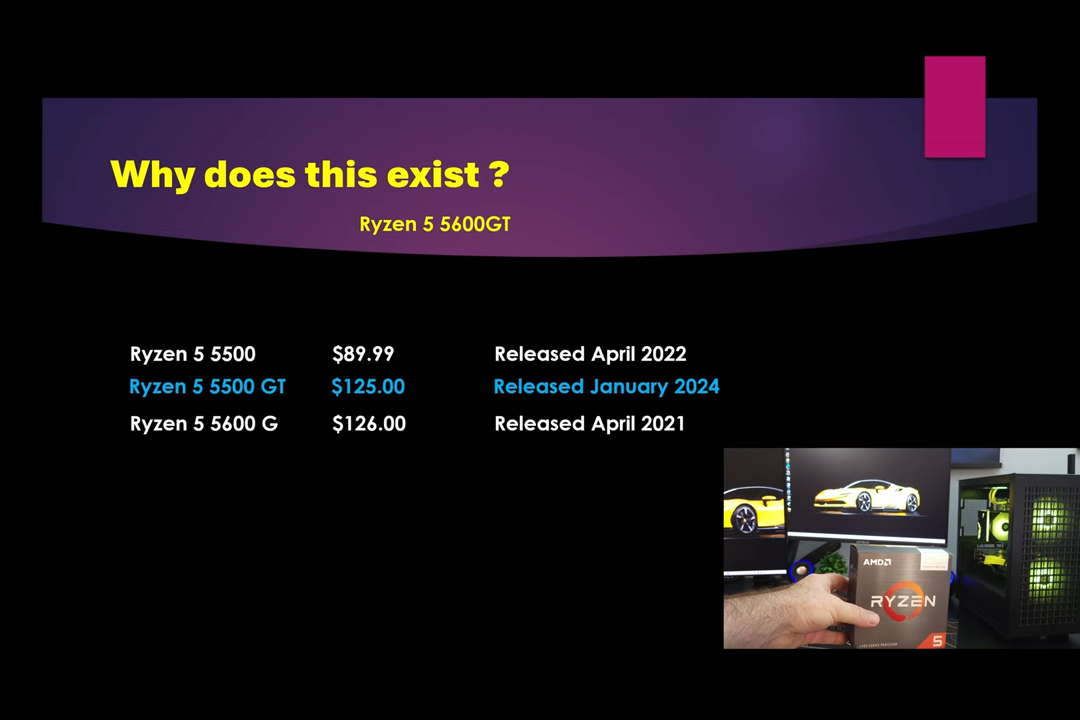 Why does this exist ?
Ryzen 5 5600GT
Ryzen 5 5500 $89.99 Released April 2022
Ryzen 5 5500 GT $125.00 Released January 2024
Ryzen 5 5600 G $126.00 Released April 2021
AMD
RYZEN
5